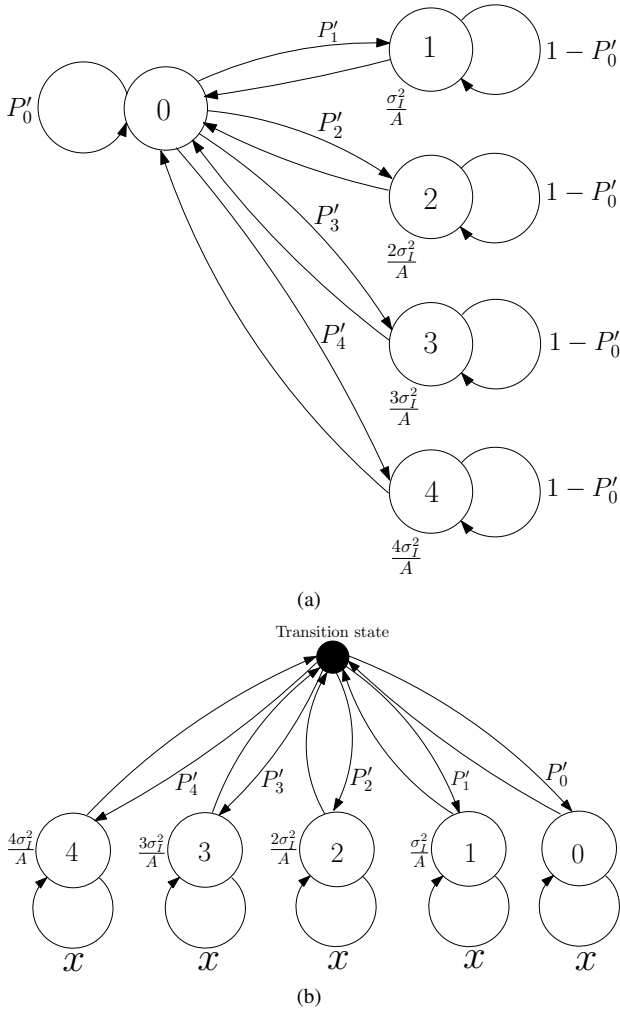 P'_1
1
1 − P'_0
σ_I^2/A
P'_0
0
P'_2
2
1 − P'_0
2σ_I^2/A
P'_3
3
1 − P'_0
3σ_I^2/A
P'_4
4
1 − P'_0
4σ_I^2/A
(a)
Transition state
P'_4 P'_3 P'_2 P'_1 P'_0
4σ_I^2/A 4 3σ_I^2/A 3 2σ_I^2/A 2 σ_I^2/A 1 0
x x x x x
(b)